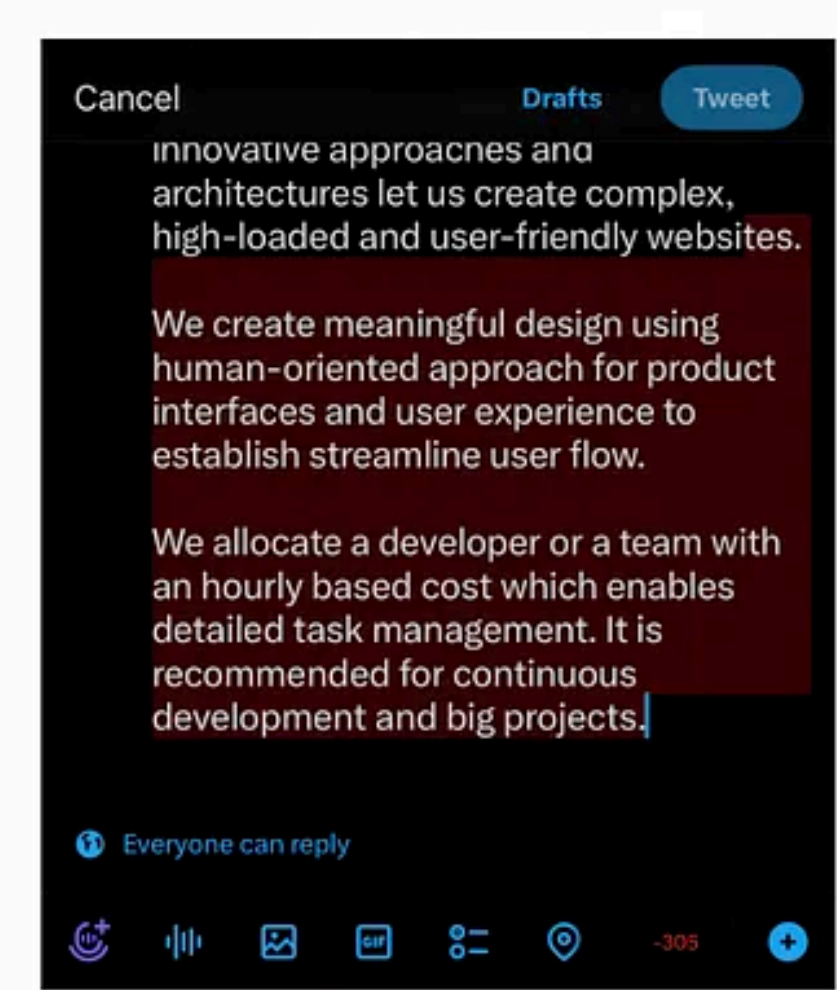 Cancel
Drafts
Tweet
innovative approaches and
architectures let us create complex,
high-loaded and user-friendly websites.
We create meaningful design using
human-oriented approach for product
interfaces and user experience to
establish streamline user flow.
We allocate a developer or a team with
an hourly based cost which enables
detailed task management. It is
recommended for continuous
development and big projects.
Everyone can reply
GIF
-305